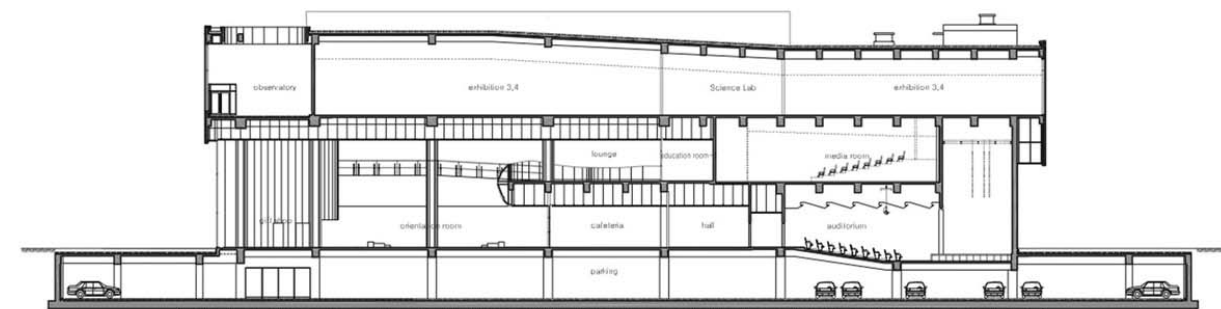 observatory
exhibition 3,4
Science Lab
exhibition 3,4
lounge
education room
media room
orientation room
cafeteria
hall
auditorium
parking